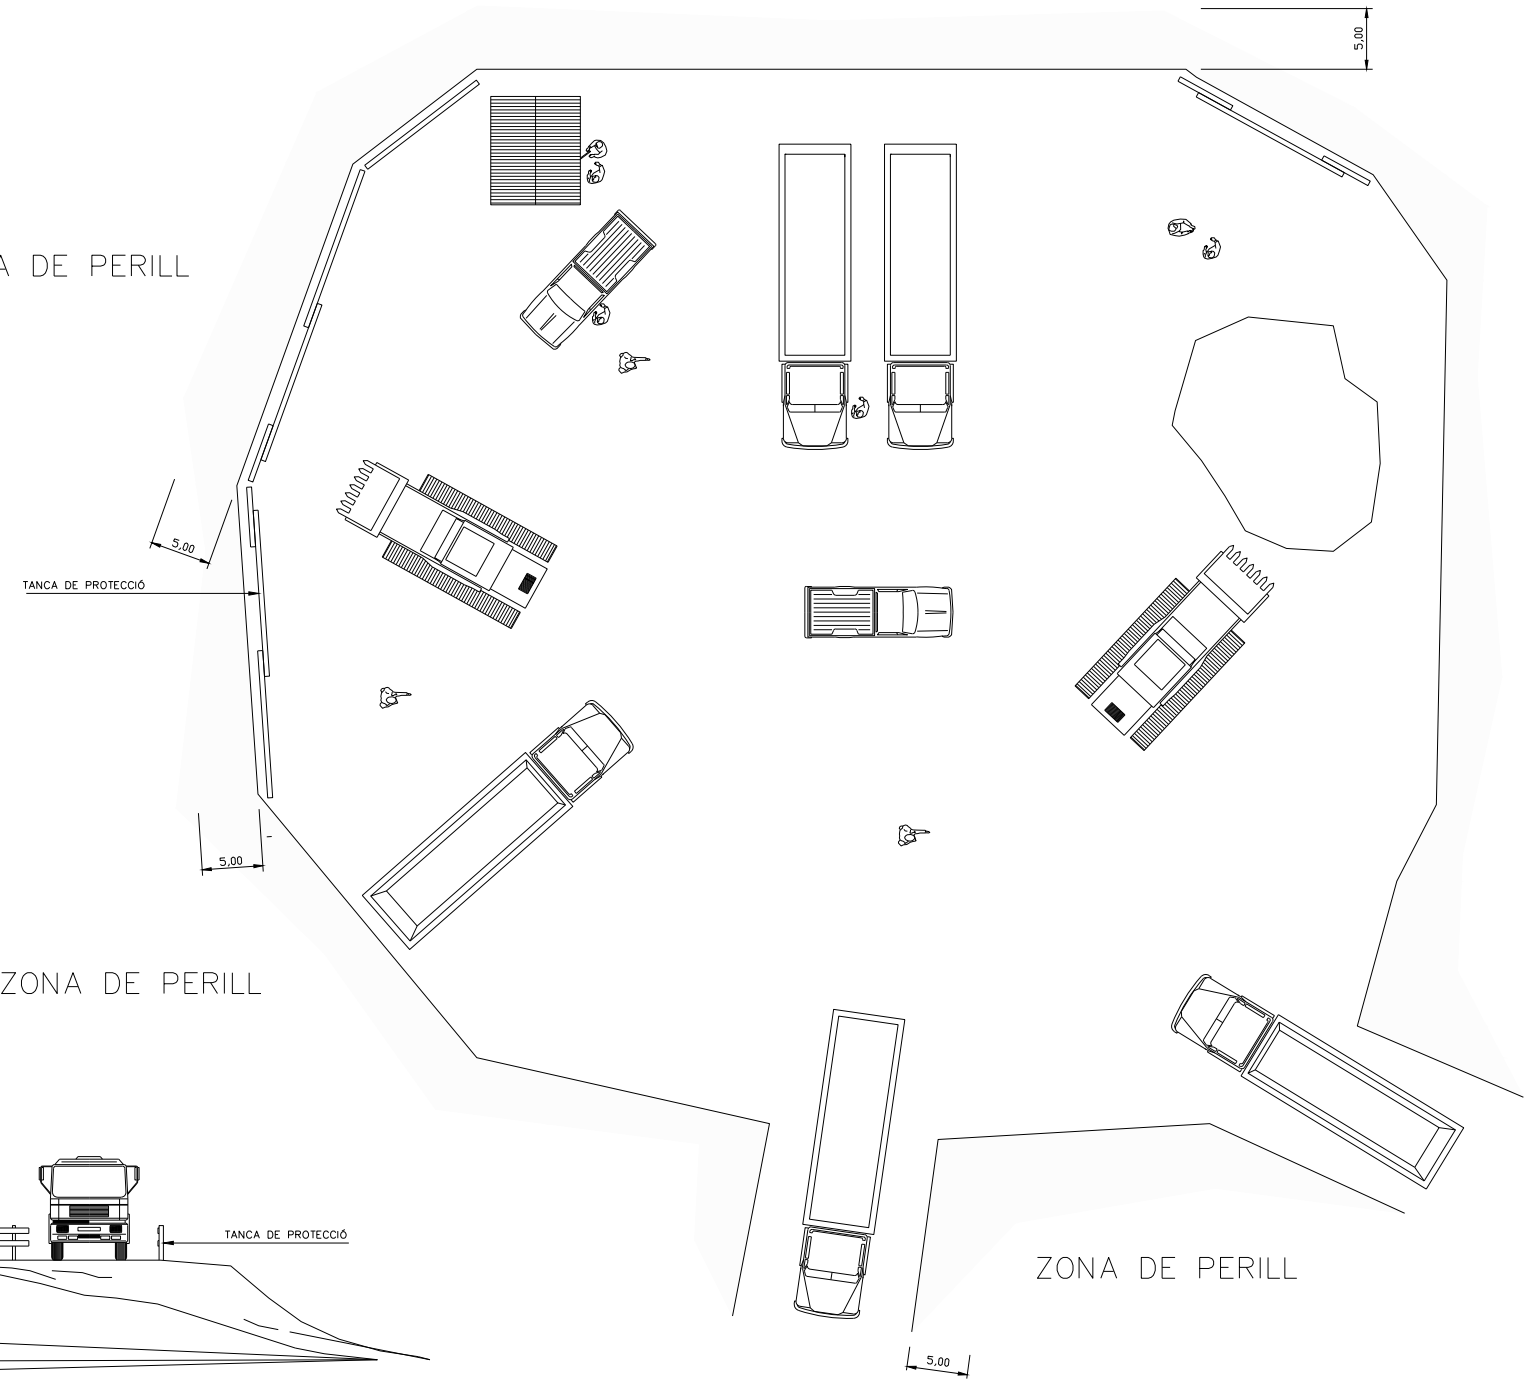 5,00
A DE PERILL
5,00
TANCA DE PROTECCIÓ
5,00
ZONA DE PERILL
TANCA DE PROTECCIÓ
ZONA DE PERILL
5,00